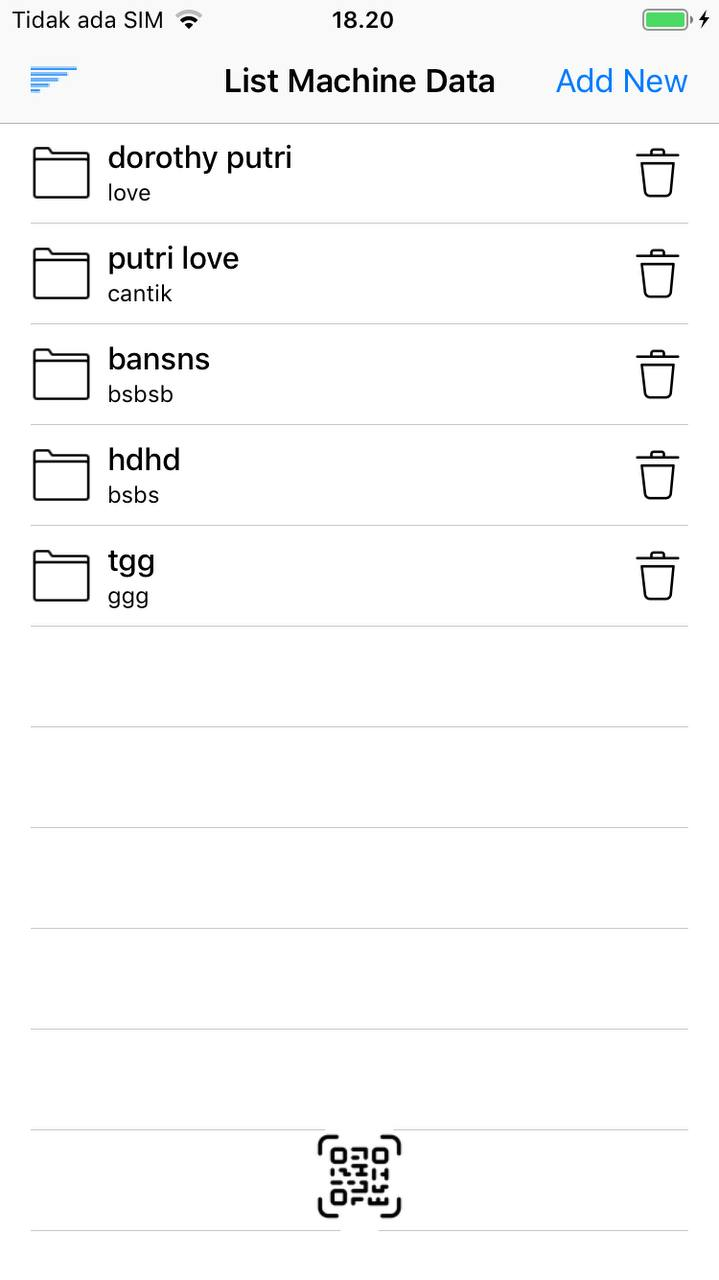 Tidak ada SIM 18.20
List Machine Data Add New
dorothy putri
love
putri love
cantik
bansns
bsbsb
hdhd
bsbs
tgg
ggg